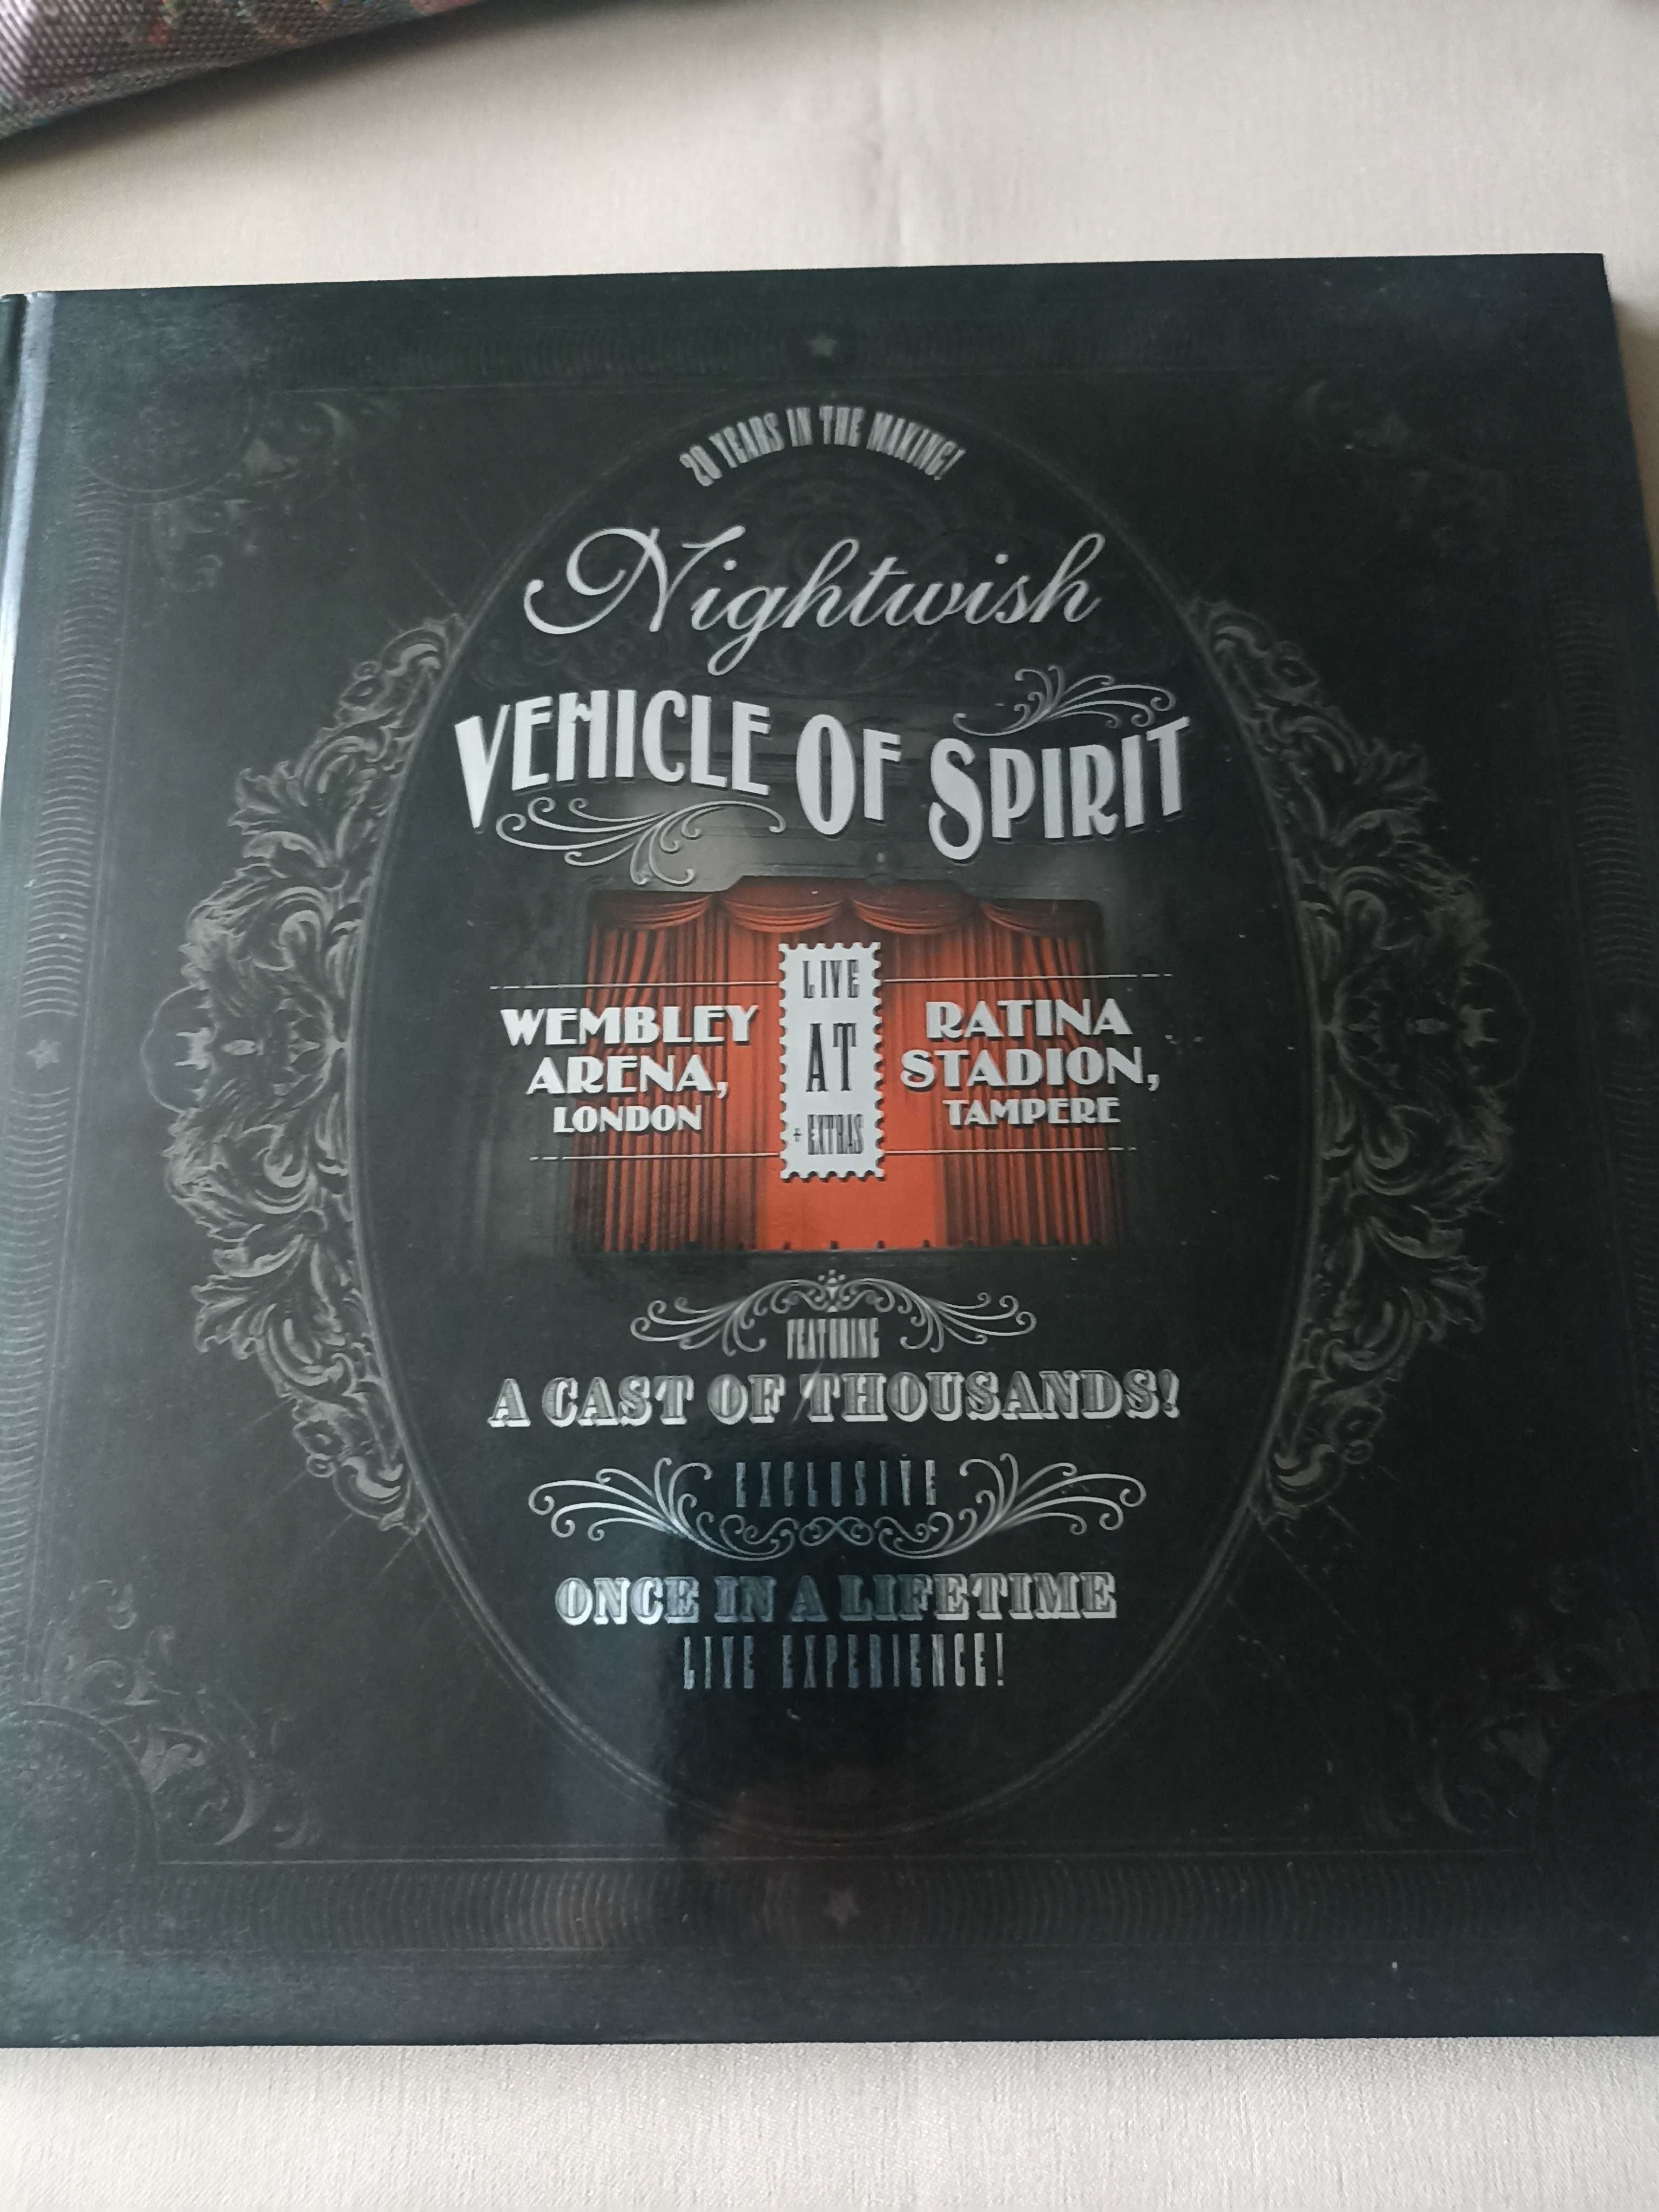 20 YEARS IN THE MAKING!
Nightwish
VEHICLE OF SPIRIT
WEMBLEY
ARENA,
LONDON
LIVE
AT
+ EXTRAS
RATINA
STADION,
TAMPERE
FEATURING
A CAST OF THOUSANDS!
EXCLUSIVE
ONCE IN A LIFETIME
LIVE EXPERIENCE!